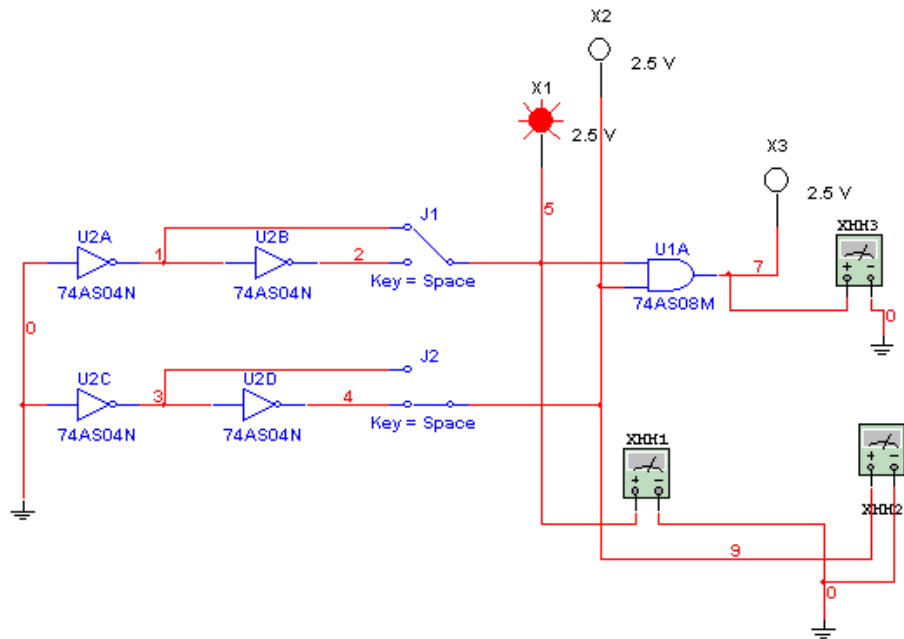 X2
2.5 V
X1
2.5 V
X3
2.5 V
5
J1
U2A
U2B
1
2
Key = Space
74AS04N
74AS04N
U1A
7
74AS08M
XMM3
+ −
0
0
J2
U2C
U2D
3
4
Key = Space
74AS04N
74AS04N
XMM1
+ −
+ −
XMM2
9
0